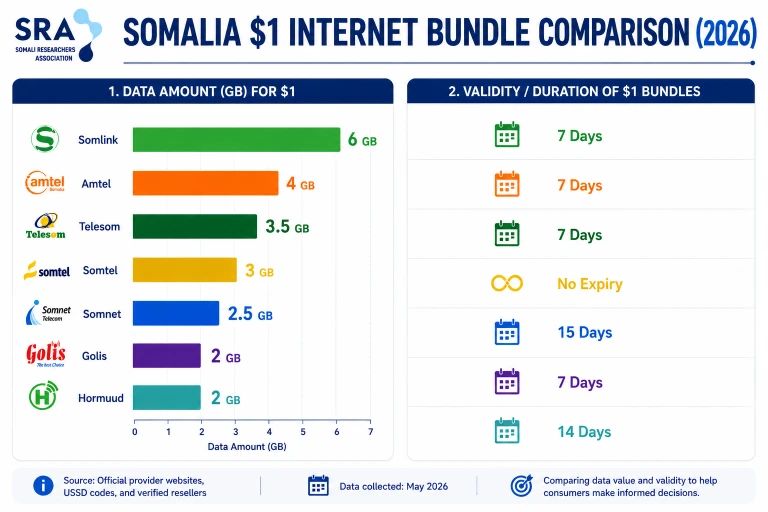 SRA
SOMALI RESEARCHERS
ASSOCIATION
SOMALIA $1 INTERNET BUNDLE COMPARISON (2026)
1. DATA AMOUNT (GB) FOR $1
Somlink
6 GB
amtel
Somalia
Amtel
4 GB
Telesom
Telesom
3.5 GB
somtel
Somtel
3 GB
Somnet
Telecom
Somnet
2.5 GB
Golis
The Best Choice
Golis
2 GB
Hormuud
2 GB
0 1 2 3 4 5 6 7
Data Amount (GB)
2. VALIDITY / DURATION OF $1 BUNDLES
7 Days
7 Days
7 Days
No Expiry
15 Days
7 Days
14 Days
Source: Official provider websites,
USSD codes, and verified resellers
Data collected: May 2026
Comparing data value and validity to help
consumers make informed decisions.